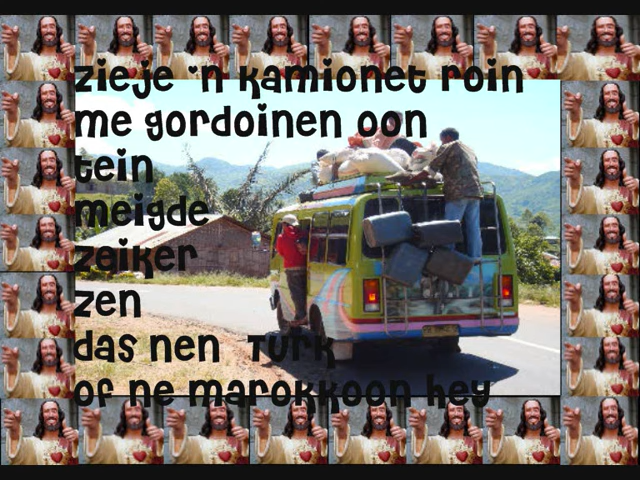 zieje 'n kamionet roin
me gordoinen oon
tein
meigde
zeiker
zen
das nen Turk
of ne marokkoon hey